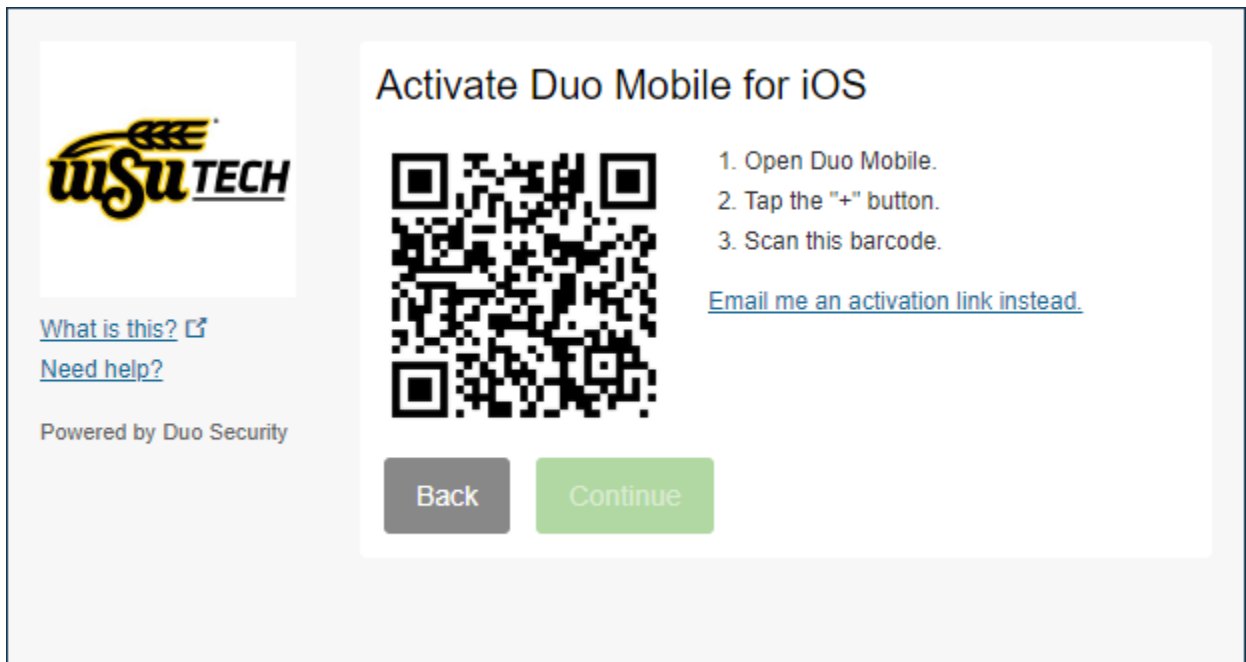 WSU TECH
What is this?
Need help?
Powered by Duo Security
Activate Duo Mobile for iOS
1. Open Duo Mobile.
2. Tap the "+" button.
3. Scan this barcode.
Email me an activation link instead.
Back
Continue